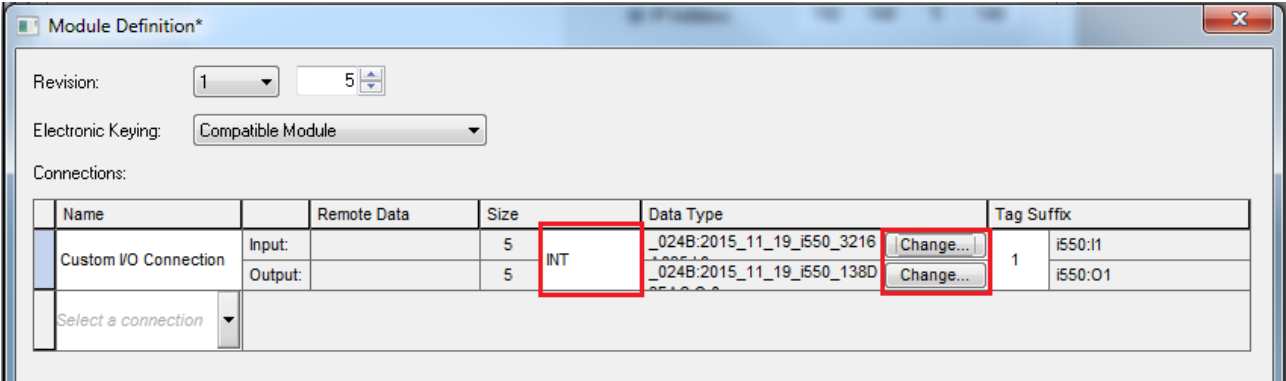 Module Definition*
Revision: 1 5
Electronic Keying: Compatible Module
Connections:
Name Remote Data Size Data Type Tag Suffix
Custom I/O Connection Input: 5 INT _024B:2015_11_19_i550_3216 Change... 1 i550:I1
Output: 5 _024B:2015_11_19_i550_138D Change... i550:O1
Select a connection